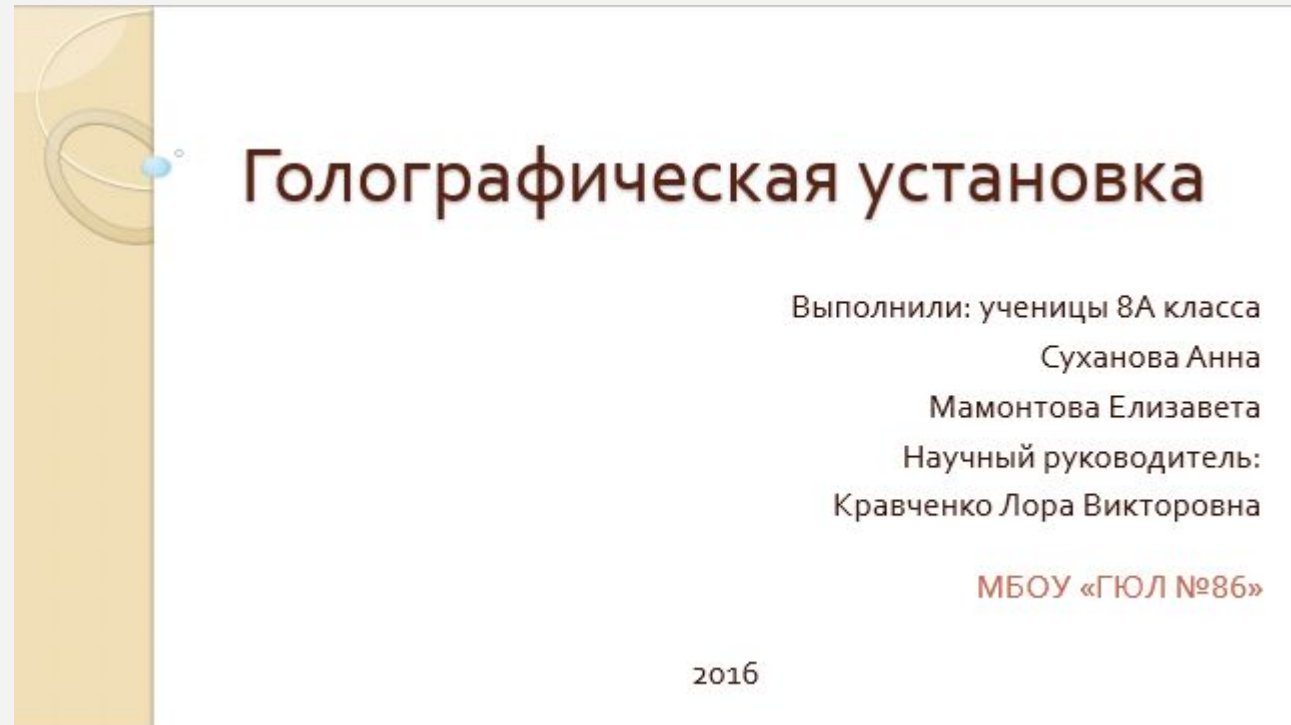 Голографическая установка
Выполнили: ученицы 8А класса
Суханова Анна
Мамонтова Елизавета
Научный руководитель:
Кравченко Лора Викторовна
МБОУ «ГЮЛ №86»
2016